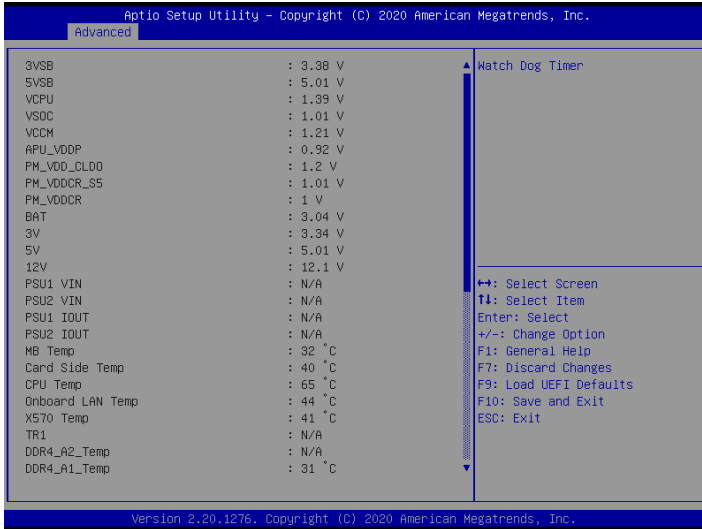 Aptio Setup Utility – Copyright (C) 2020 American Megatrends, Inc.
Advanced
3VSB : 3.38 V
5VSB : 5.01 V
VCPU : 1.39 V
VSOC : 1.01 V
VCCM : 1.21 V
APU_VDDP : 0.92 V
PM_VDD_CLDO : 1.2 V
PM_VDDCR_S5 : 1.01 V
PM_VDDCR : 1 V
BAT : 3.04 V
3V : 3.34 V
5V : 5.01 V
12V : 12.1 V
PSU1 VIN : N/A
PSU2 VIN : N/A
PSU1 IOUT : N/A
PSU2 IOUT : N/A
MB Temp : 32 °C
Card Side Temp : 40 °C
CPU Temp : 65 °C
Onboard LAN Temp : 44 °C
X570 Temp : 41 °C
TR1 : N/A
DDR4_A2_Temp : N/A
DDR4_A1_Temp : 31 °C
Watch Dog Timer
↔: Select Screen
↑↓: Select Item
Enter: Select
+/-: Change Option
F1: General Help
F7: Discard Changes
F9: Load UEFI Defaults
F10: Save and Exit
ESC: Exit
Version 2.20.1276. Copyright (C) 2020 American Megatrends, Inc.